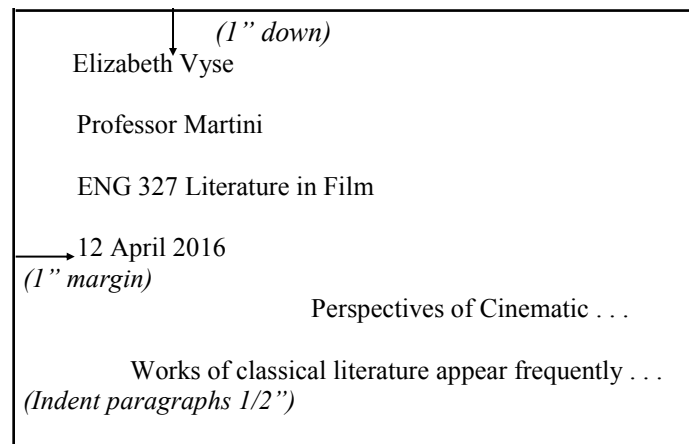 (1” down)
Elizabeth Vyse
Professor Martini
ENG 327 Literature in Film
12 April 2016
(1” margin)
Perspectives of Cinematic . . .
Works of classical literature appear frequently . . .
(Indent paragraphs 1/2”)